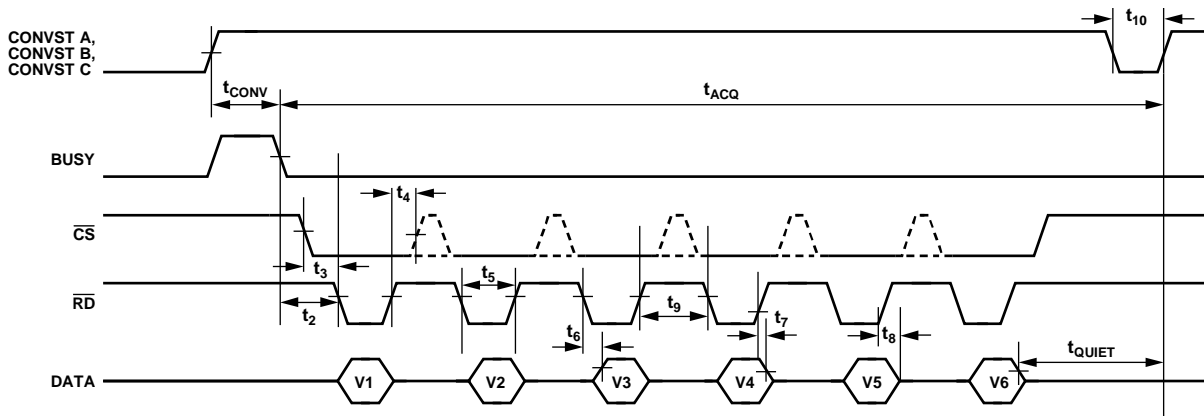 CONVST A,
CONVST B,
CONVST C
t10
tCONV
tACQ
BUSY
t4
CS
t3
t5
RD
t2
t9
t7
t6
t8
tQUIET
DATA
V1
V2
V3
V4
V5
V6